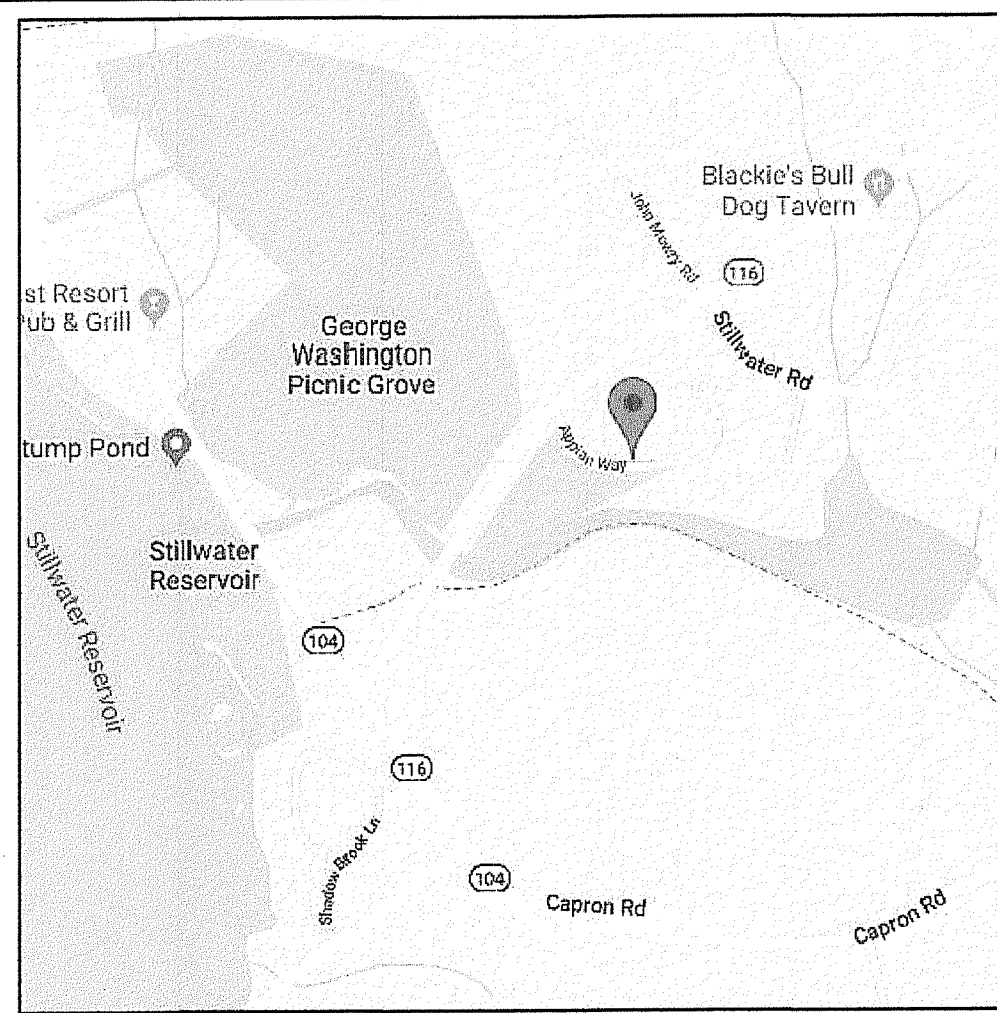 Blackie's Bull
Dog Tavern
John Mowry Rd
116
st Resort
ub & Grill
George
Washington
Picnic Grove
Stillwater Rd
Appian Way
tump Pond
Stillwater
Reservoir
Stillwater Reservoir
104
116
Shadow Brook Ln
104
Capron Rd
Capron Rd